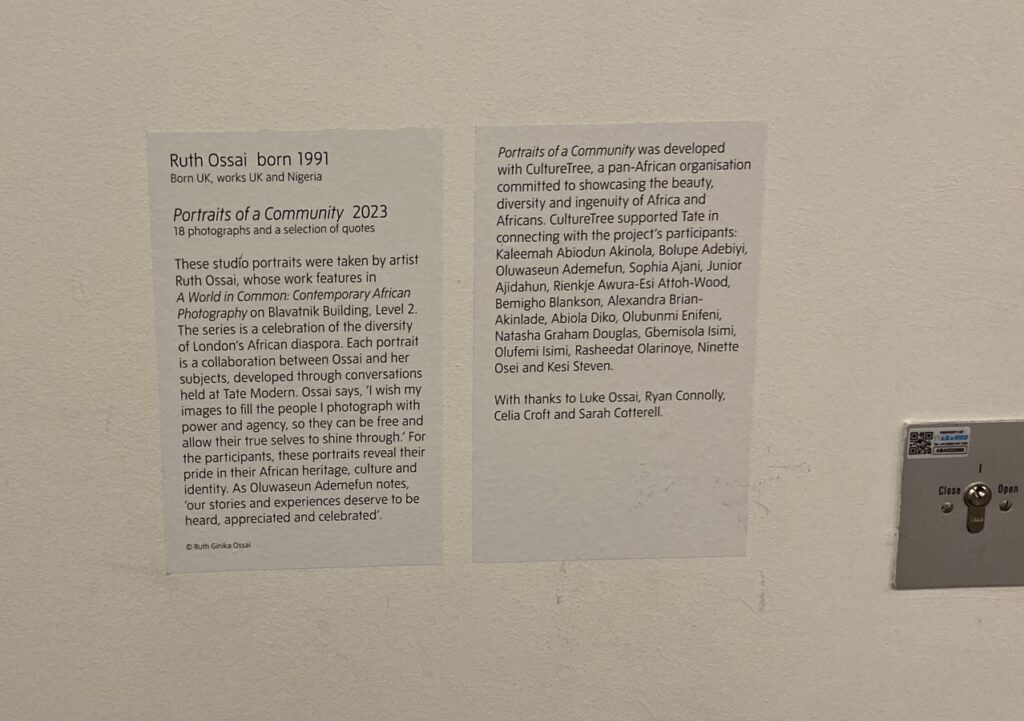 Ruth Ossai born 1991
Born UK, works UK and Nigeria
Portraits of a Community 2023
18 photographs and a selection of quotes
These studio portraits were taken by artist
Ruth Ossai, whose work features in
A World in Common: Contemporary African
Photography on Blavatnik Building, Level 2.
The series is a celebration of the diversity
of London's African diaspora. Each portrait
is a collaboration between Ossai and her
subjects, developed through conversations
held at Tate Modern. Ossai says, 'I wish my
images to fill the people I photograph with
power and agency, so they can be free and
allow their true selves to shine through.' For
the participants, these portraits reveal their
pride in their African heritage, culture and
identity. As Oluwaseun Ademefun notes,
'our stories and experiences deserve to be
heard, appreciated and celebrated'.
© Ruth Ginika Ossai
Portraits of a Community was developed
with CultureTree, a pan-African organisation
committed to showcasing the beauty,
diversity and ingenuity of Africa and
Africans. CultureTree supported Tate in
connecting with the project's participants:
Kaleemah Abiodun Akinola, Bolupe Adebiyi,
Oluwaseun Ademefun, Sophia Ajani, Junior
Ajidahun, Rienkje Awura-Esi Attoh-Wood,
Bemigho Blankson, Alexandra Brian-
Akinlade, Abiola Diko, Olubunmi Enifeni,
Natasha Graham Douglas, Gbemisola Isimi,
Olufemi Isimi, Rasheedat Olarinoye, Ninette
Osei and Kesi Steven.
With thanks to Luke Ossai, Ryan Connolly,
Celia Croft and Sarah Cotterell.
PROPERTY OF
I
Close Open